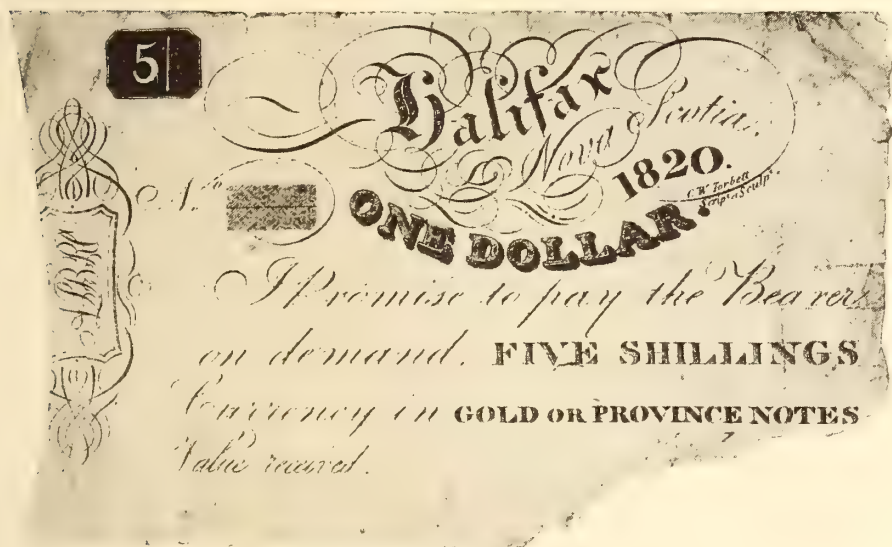 5
Halifax
Nova Scotia.
1820.
C.W. Torbett
Script. Sculpt.
No.
ONE DOLLAR.
I Promise to pay the Bearer
on demand. FIVE SHILLINGS
Currency in GOLD OR PROVINCE NOTES
Value received.